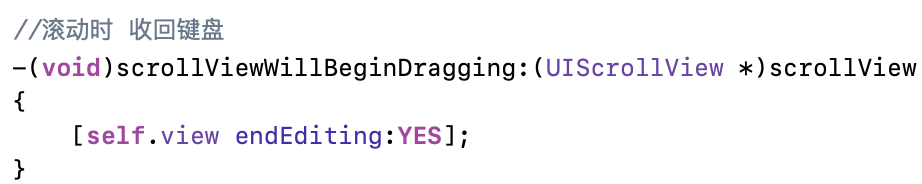 //滚动时 收回键盘
-(void)scrollViewWillBeginDragging:(UIScrollView *)scrollView
{
    [self.view endEditing:YES];
}